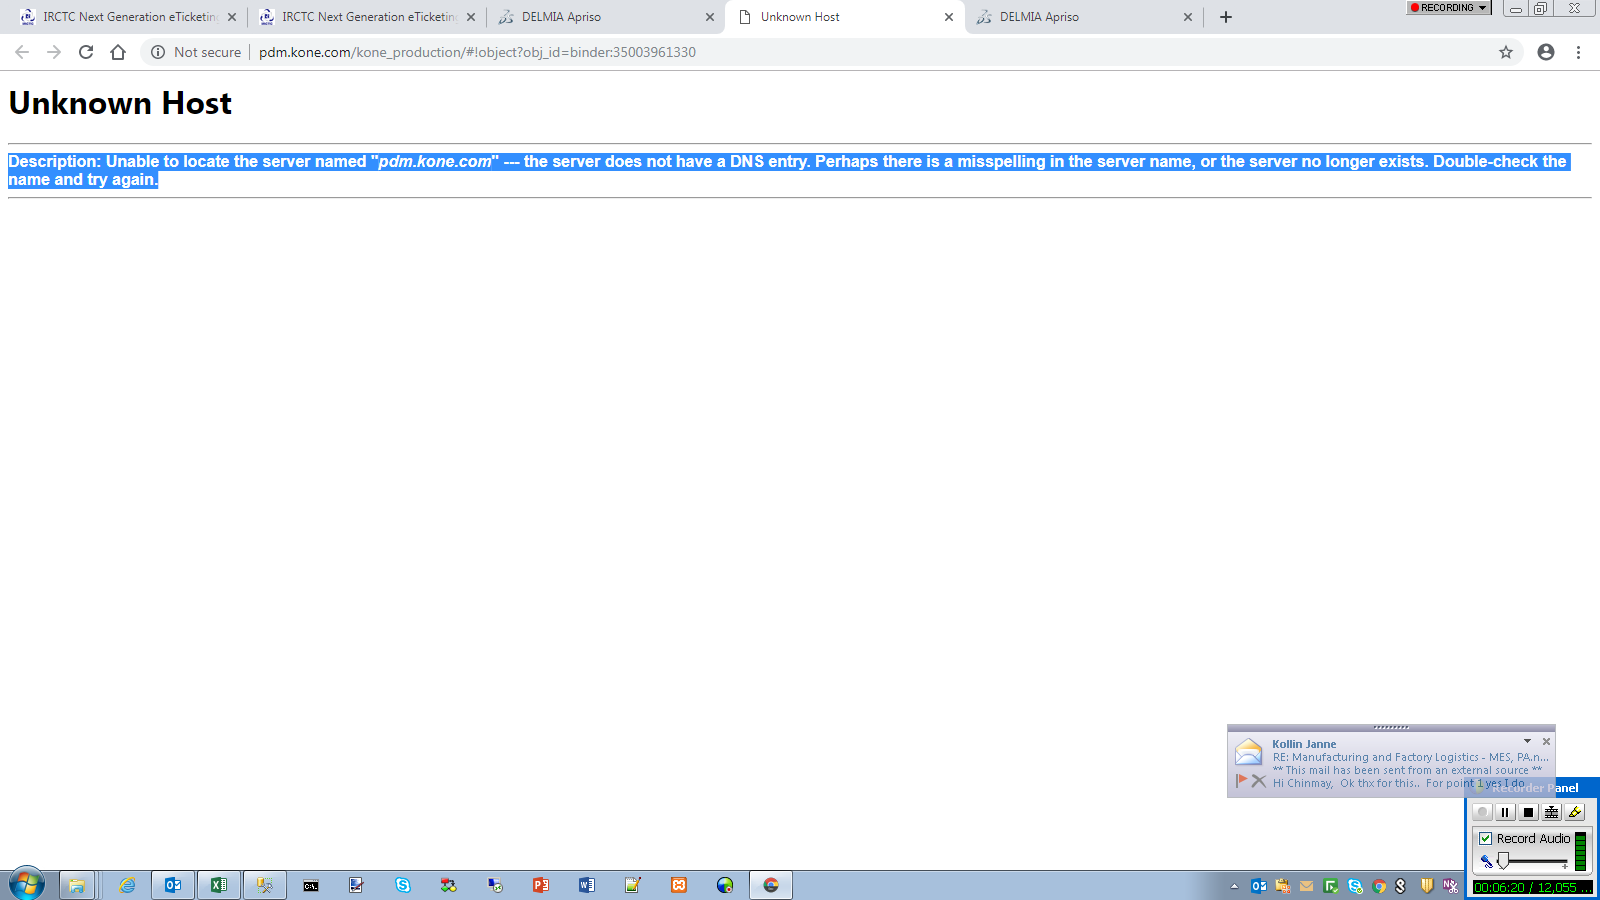 IRCTC Next Generation eTicketing
IRCTC Next Generation eTicketing
DELMIA Apriso
Unknown Host
DELMIA Apriso
RECORDING
Not secure
pdm.kone.com/kone_production/#!object?obj_id=binder:35003961330
Unknown Host
Description: Unable to locate the server named "pdm.kone.com" --- the server does not have a DNS entry. Perhaps there is a misspelling in the server name, or the server no longer exists. Double-check the
name and try again.
Kollin Janne
RE: Manufacturing and Factory Logistics - MES, PA.n...
** This mail has been sent from an external source **
Hi Chinmay, Ok thx for this.. For point 1 yes I do
Recorder Panel
Record Audio
00:06:20 / 12,055 ...